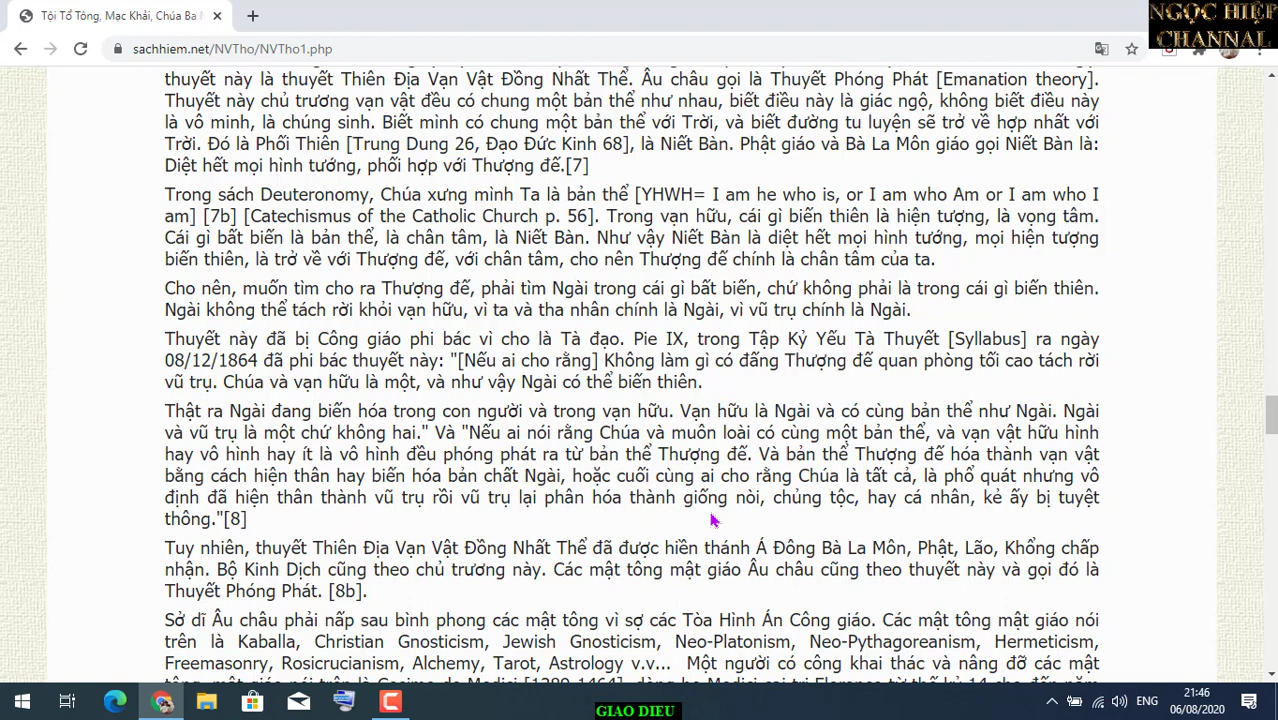 Tội Tổ Tông, Mạc Khải, Chúa Ba
NGỌC HIỆP
CHANNAL
sachhiem.net/NVTho/NVTho1.php
thuyết này là thuyết Thiên Địa Vạn Vật Đồng Nhất Thể. Âu châu gọi là Thuyết Phóng Phát [Emanation theory].
Thuyết này chủ trương vạn vật đều có chung một bản thể như nhau, biết điều này là giác ngộ, không biết điều này
là vô minh, là chúng sinh. Biết mình có chung một bản thể với Trời, và biết đường tu luyện sẽ trở về hợp nhất với
Trời. Đó là Phối Thiên [Trung Dung 26, Đạo Đức Kinh 68], là Niết Bàn. Phật giáo và Bà La Môn giáo gọi Niết Bàn là:
Diệt hết mọi hình tướng, phối hợp với Thượng đế.[7]
Trong sách Deuteronomy, Chúa xưng mình Ta là bản thể [YHWH= I am he who is, or I am who Am or I am who I
am] [7b] [Catechismus of the Catholic Church p. 56]. Trong vạn hữu, cái gì biến thiên là hiện tượng, là vọng tâm.
Cái gì bất biến là bản thể, là chân tâm, là Niết Bàn. Như vậy Niết Bàn là diệt hết mọi hình tướng, mọi hiện tượng
biến thiên, là trở về với Thượng đế, với chân tâm, cho nên Thượng đế chính là chân tâm của ta.
Cho nên, muốn tìm cho ra Thượng đế, phải tìm Ngài trong cái gì bất biến, chứ không phải là trong cái gì biến thiên.
Ngài không thể tách rời khỏi vạn hữu, vì ta và tha nhân chính là Ngài, vì vũ trụ chính là Ngài.
Thuyết này đã bị Công giáo phi bác vì cho là Tà đạo. Pie IX, trong Tập Kỷ Yếu Tà Thuyết [Syllabus] ra ngày
08/12/1864 đã phi bác thuyết này: "[Nếu ai cho rằng] Không làm gì có đấng Thượng đế quan phòng tối cao tách rời
vũ trụ. Chúa và vạn hữu là một, và như vậy Ngài có thể biến thiên.
Thật ra Ngài đang biến hóa trong con người và trong vạn hữu. Vạn hữu là Ngài và có cùng bản thể như Ngài. Ngài
và vũ trụ là một chứ không hai." Và "Nếu ai nói rằng Chúa và muôn loài có cùng một bản thể, và vạn vật hữu hình
hay vô hình hay ít là vô hình đều phóng phát ra từ bản thể Thượng đế. Và bản thể Thượng đế hóa thành vạn vật
bằng cách hiện thân hay biến hóa bản chất Ngài, hoặc cuối cùng ai cho rằng Chúa là tất cả, là phổ quát nhưng vô
định đã hiện thân thành vũ trụ rồi vũ trụ lại phân hóa thành giống nòi, chủng tộc, hay cá nhân, kẻ ấy bị tuyệt
thông."[8]
Tuy nhiên, thuyết Thiên Địa Vạn Vật Đồng Nhất Thể đã được hiền thánh Á Đông Bà La Môn, Phật, Lão, Khổng chấp
nhận. Bộ Kinh Dịch cũng theo chủ trương này. Các mật tông mật giáo Âu châu cũng theo thuyết này và gọi đó là
Thuyết Phóng Phát. [8b].
Sở dĩ Âu châu phải nấp sau bình phong các mật tông vì sợ các Tòa Hình Án Công giáo. Các mật tông mật giáo nói
trên là Kaballa, Christian Gnosticism, Jewish Gnosticism, Neo-Platonism, Neo-Pythagoreanism, Hermeticism,
Freemasonry, Rosicrucianism, Alchemy, Tarot, Astrology v.v... Một người có công khai thác và nâng đỡ các mật
ENG
21:46
06/08/2020
GIAO DIEU